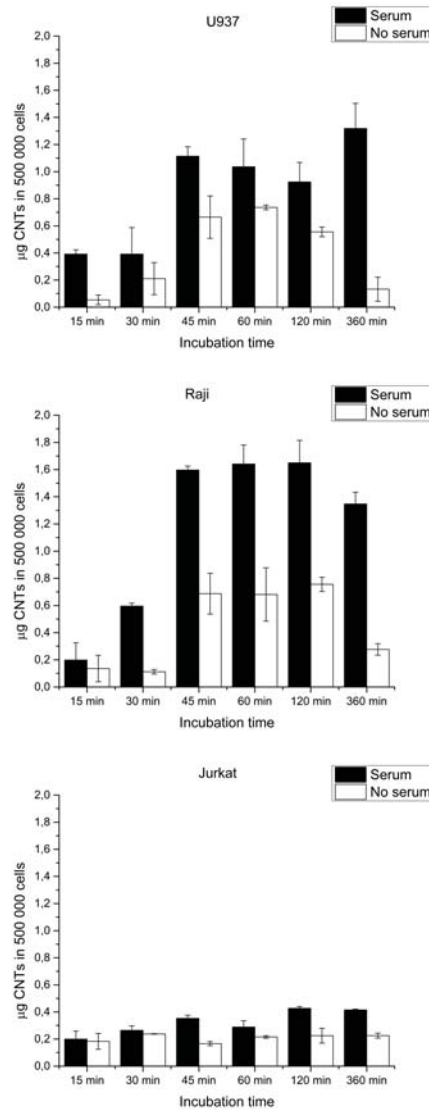 U937
Serum
No serum
µg CNTs in 500 000 cells
2,0
1,8
1,6
1,4
1,2
1,0
0,8
0,6
0,4
0,2
0,0
15 min 30 min 45 min 60 min 120 min 360 min
Incubation time
Raji
Serum
No serum
µg CNTs in 500 000 cells
2,0
1,8
1,6
1,4
1,2
1,0
0,8
0,6
0,4
0,2
0,0
15 min 30 min 45 min 60 min 120 min 360 min
Incubation time
Jurkat
Serum
No serum
µg CNTs in 500 000 cells
2,0
1,8
1,6
1,4
1,2
1,0
0,8
0,6
0,4
0,2
0,0
15 min 30 min 45 min 60 min 120 min 360 min
Incubation time